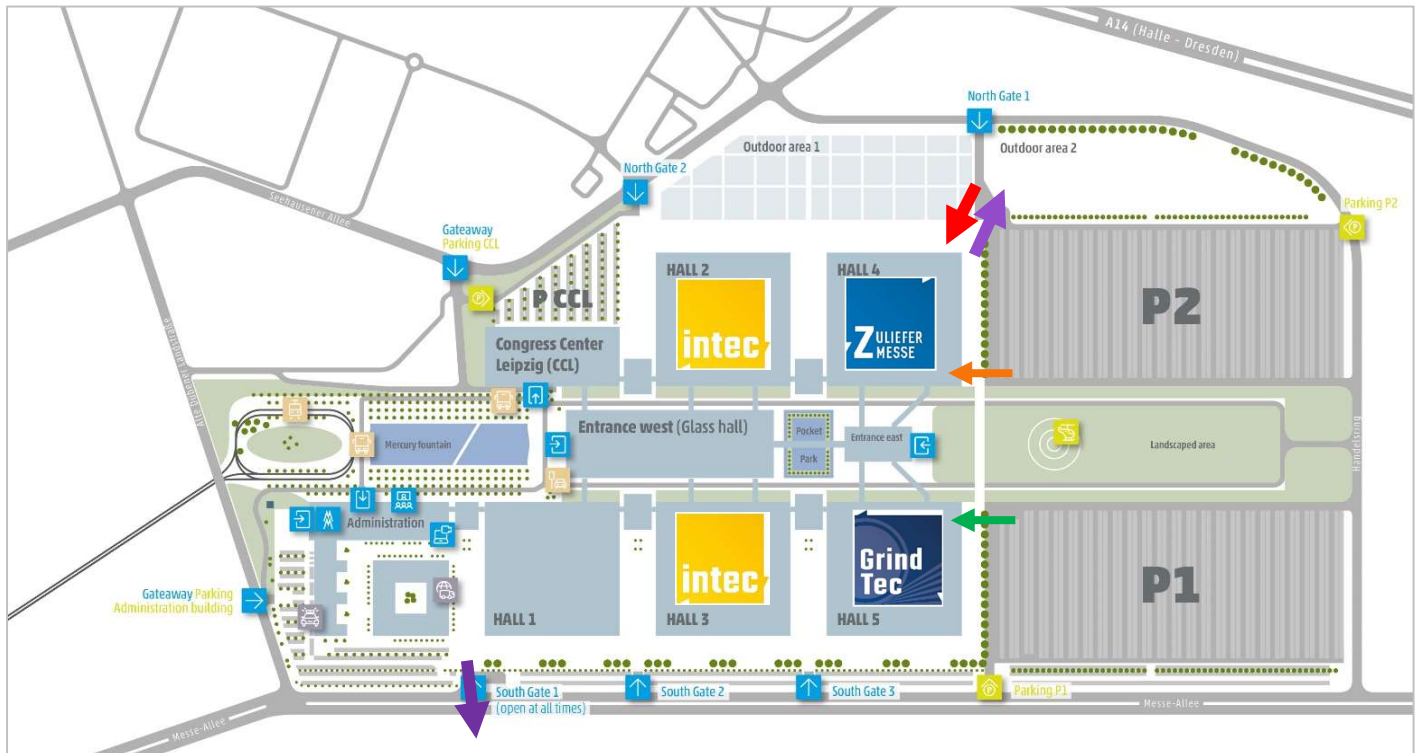 A14 (Halle - Dresden)
North Gate 1
Outdoor area 1
Outdoor area 2
North Gate 2
Seehausener Allee
Parking P2
Gateaway
Parking CCL
HALL 2
HALL 4
P CCL
P2
intec
ZULIEFER
MESSE
Congress Center
Leipzig (CCL)
Alte Dübener Landstraße
Entrance west (Glass hall)
Pocket
Park
Entrance east
Mercury fountain
Landscaped area
Handelsring
Administration
Grind
Tec
intec
P1
Gateaway Parking
Administration building
HALL 1
HALL 3
HALL 5
South Gate 1
(open at all times)
South Gate 2
South Gate 3
Parking P1
Messe-Allee
Messe-Allee